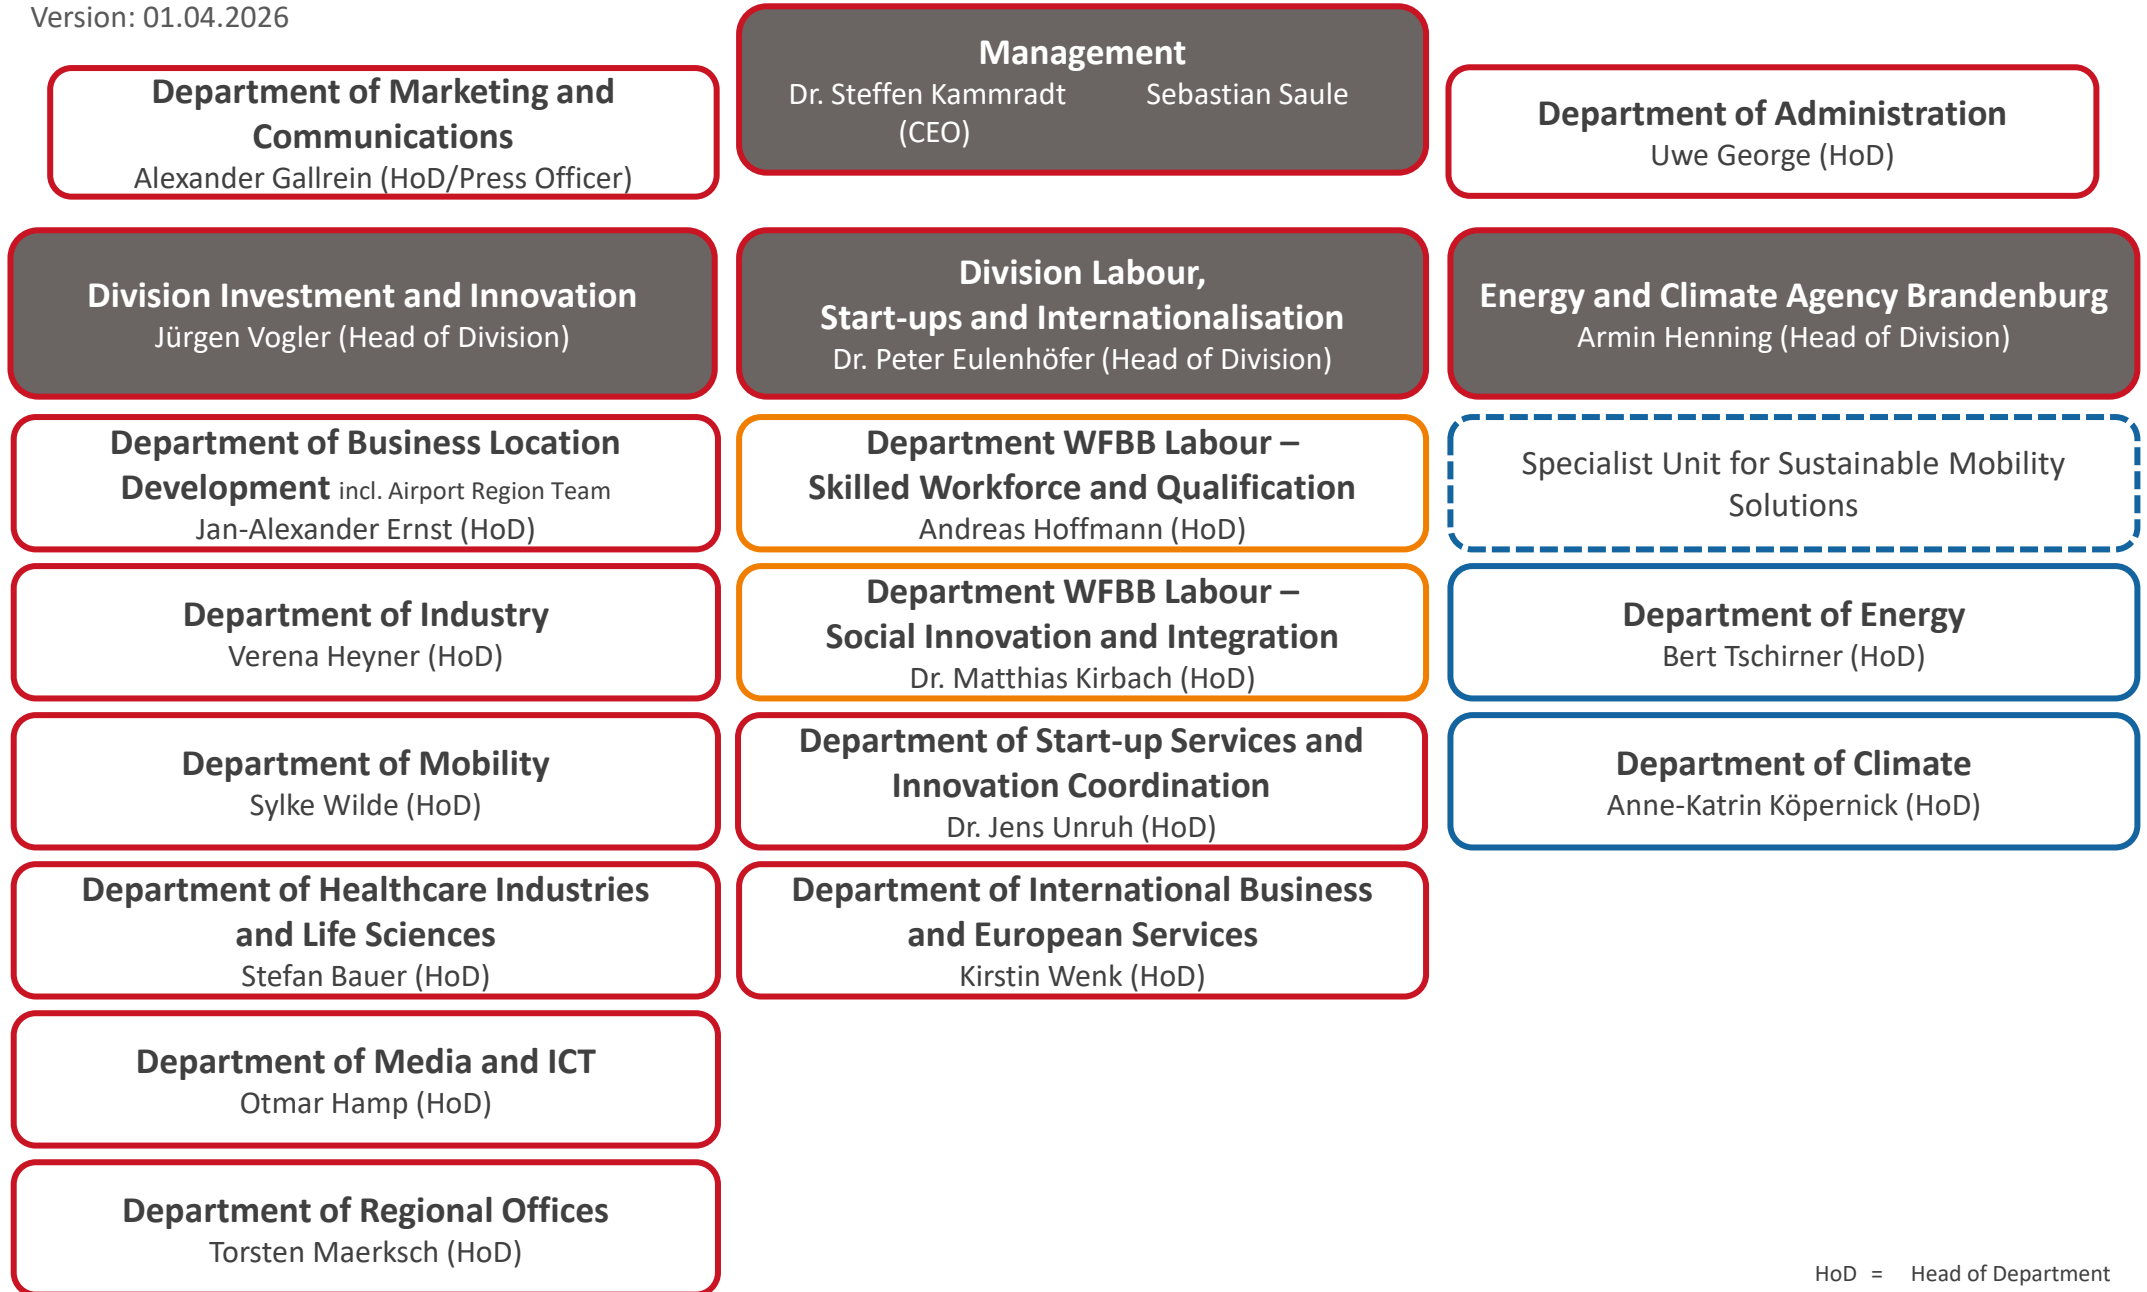 Version: 01.04.2026
Department of Marketing and
Communications
Alexander Gallrein (HoD/Press Officer)
Management
Dr. Steffen Kammradt Sebastian Saule
(CEO)
Department of Administration
Uwe George (HoD)
Division Investment and Innovation
Jürgen Vogler (Head of Division)
Division Labour,
Start-ups and Internationalisation
Dr. Peter Eulenhöfer (Head of Division)
Energy and Climate Agency Brandenburg
Armin Henning (Head of Division)
Department of Business Location
Development incl. Airport Region Team
Jan-Alexander Ernst (HoD)
Department WFBB Labour –
Skilled Workforce and Qualification
Andreas Hoffmann (HoD)
Specialist Unit for Sustainable Mobility
Solutions
Department of Industry
Verena Heyner (HoD)
Department WFBB Labour –
Social Innovation and Integration
Dr. Matthias Kirbach (HoD)
Department of Energy
Bert Tschirner (HoD)
Department of Mobility
Sylke Wilde (HoD)
Department of Start-up Services and
Innovation Coordination
Dr. Jens Unruh (HoD)
Department of Climate
Anne-Katrin Köpernick (HoD)
Department of Healthcare Industries
and Life Sciences
Stefan Bauer (HoD)
Department of International Business
and European Services
Kirstin Wenk (HoD)
Department of Media and ICT
Otmar Hamp (HoD)
Department of Regional Offices
Torsten Maerksch (HoD)
HoD = Head of Department